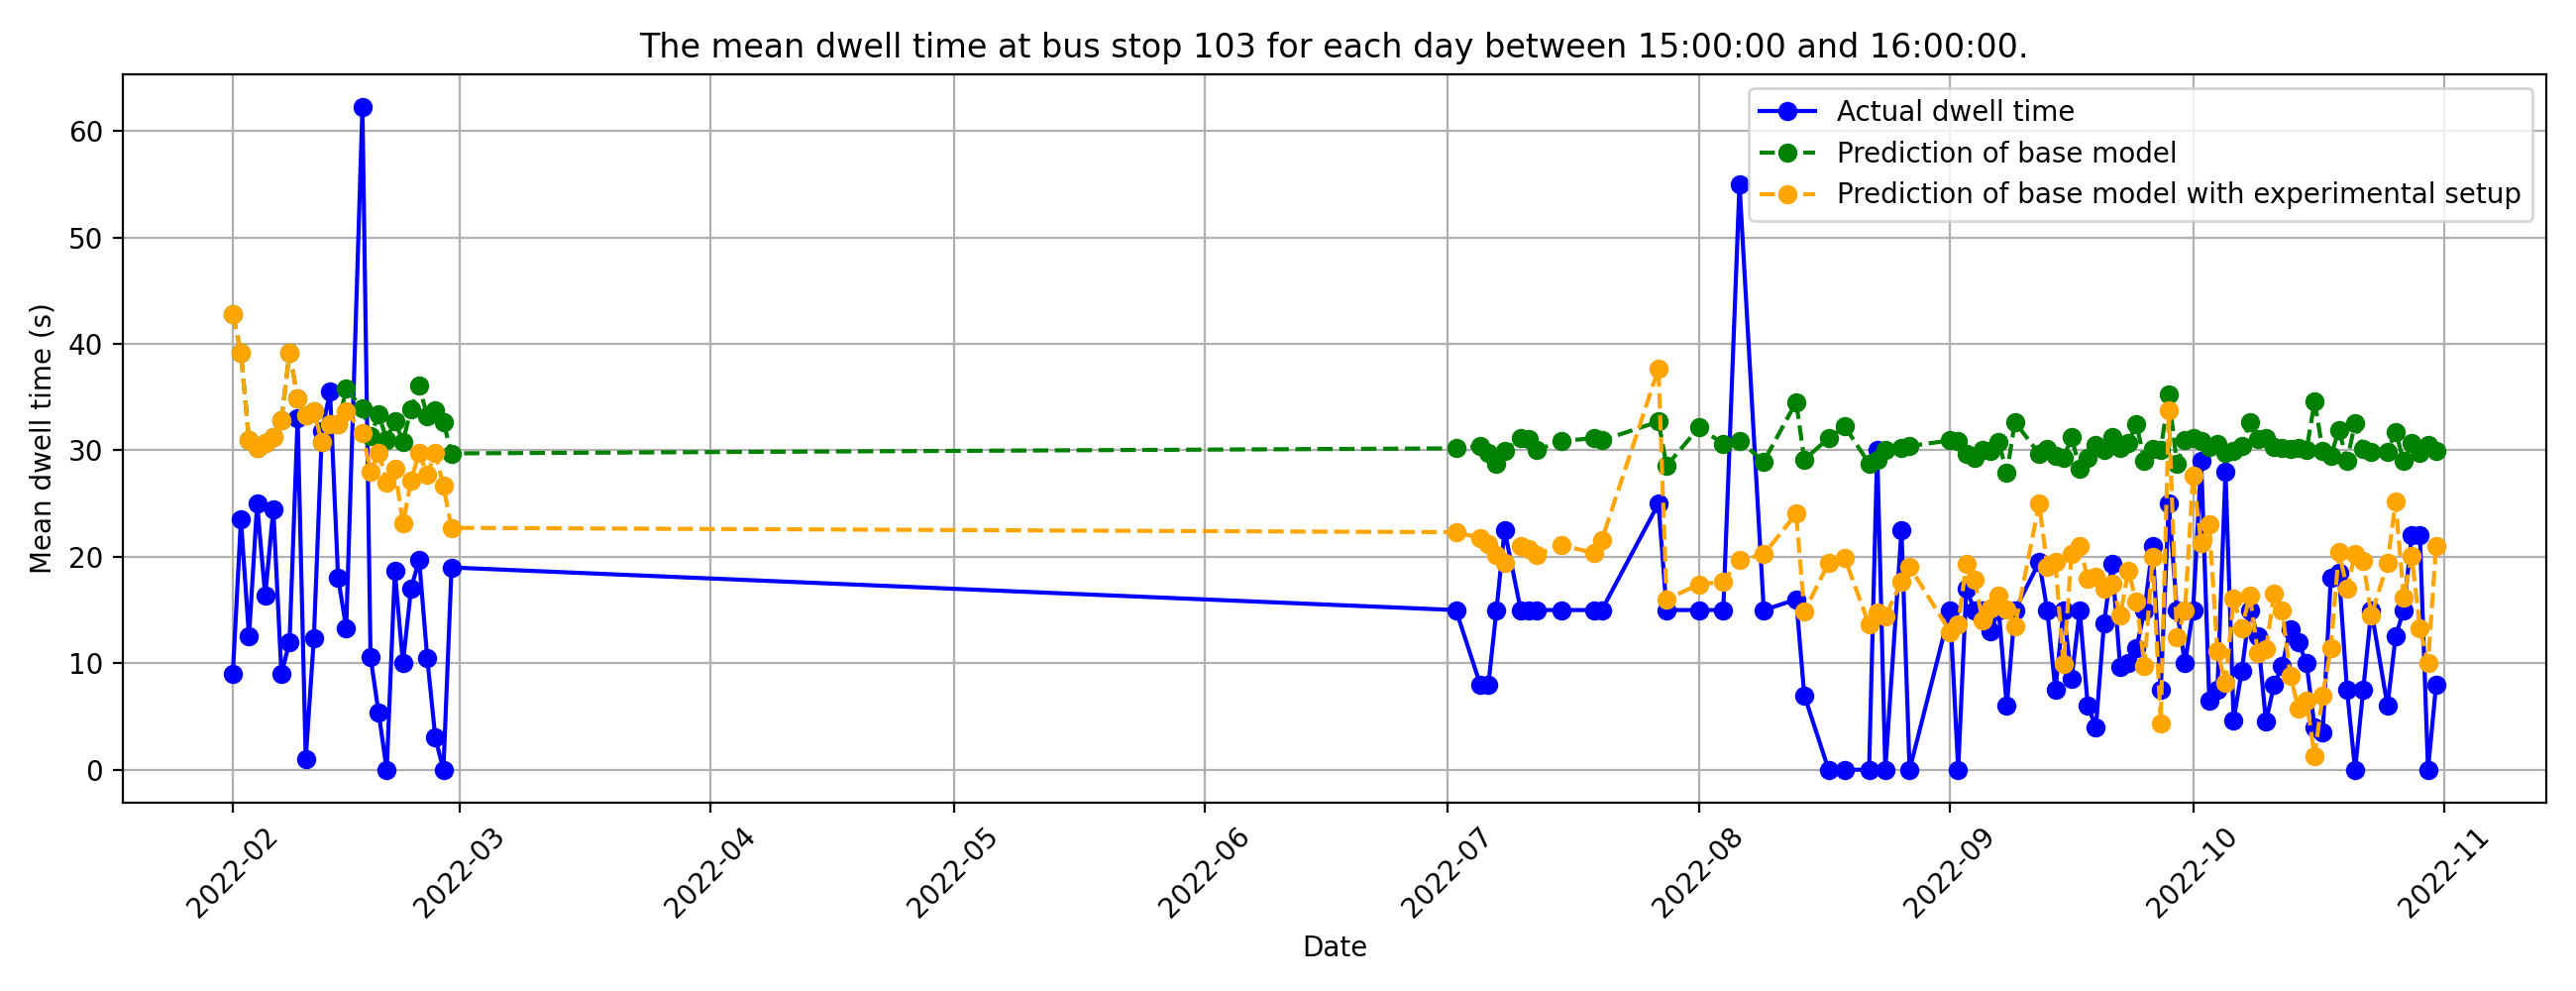 The mean dwell time at bus stop 103 for each day between 15:00:00 and 16:00:00.
Actual dwell time
Prediction of base model
Prediction of base model with experimental setup
Mean dwell time (s)
60
50
40
30
20
10
0
2022-02
2022-03
2022-04
2022-05
2022-06
2022-07
2022-08
2022-09
2022-10
2022-11
Date